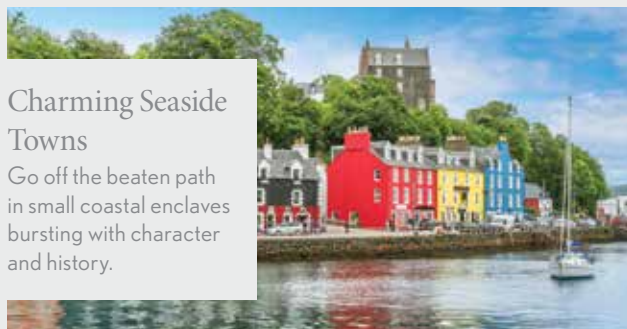 Charming Seaside
Towns
Go off the beaten path
in small coastal enclaves
bursting with character
and history.